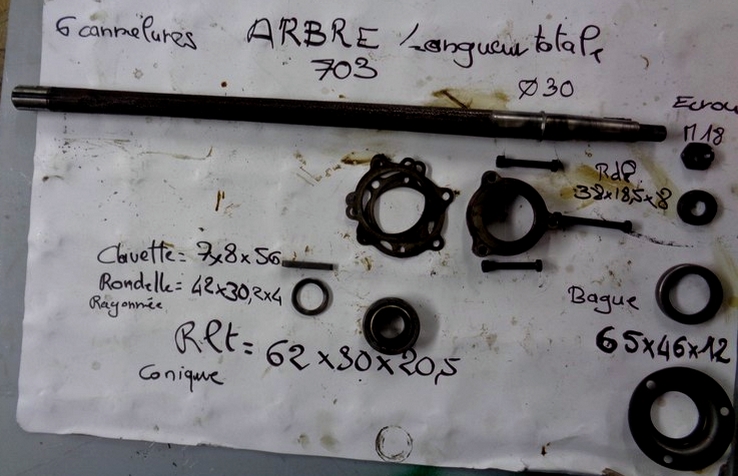 6 cannelures
ARBRE Longueur totale
703
Ø30
Ecrou
M18
Rdl
38x18,5x8
Clavette = 7x8x56
Rondelle = 42x30,2x4
Rayonnée
Bague
65x46x12
Rlt = 62x30x20,5
Conique